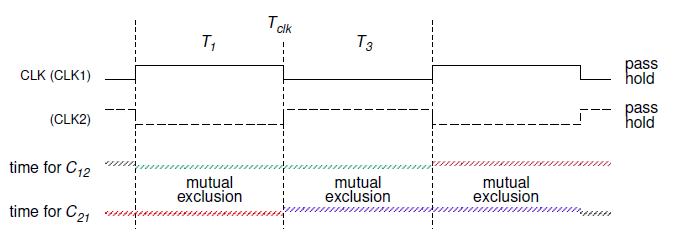 T1 Tclk T3
CLK (CLK1) pass
hold
(CLK2) pass
hold
time for C12
mutual exclusion mutual exclusion mutual exclusion
time for C21